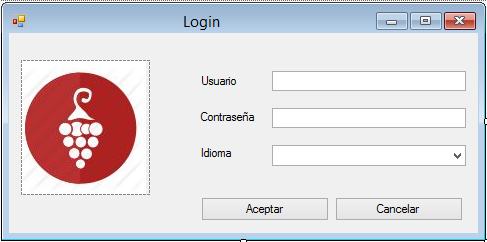 Login
Usuario
Contraseña
Idioma
Aceptar
Cancelar